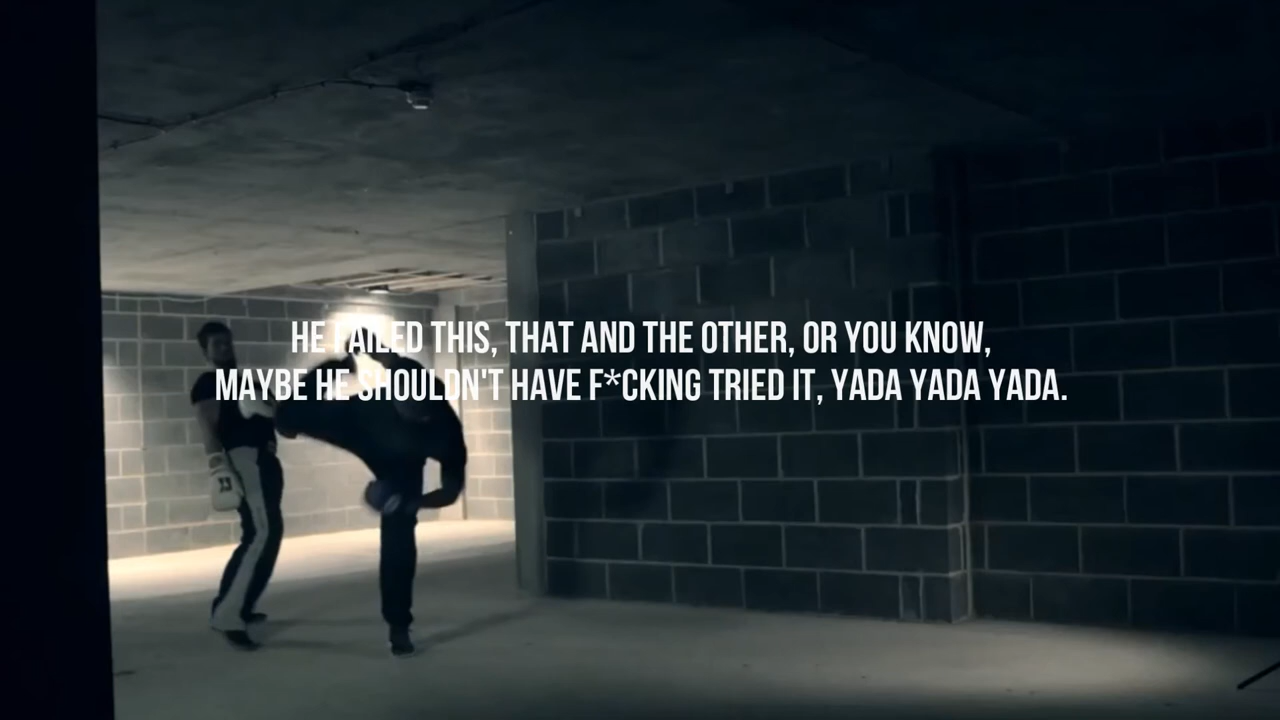 HE FAILED THIS, THAT AND THE OTHER, OR YOU KNOW,
MAYBE HE SHOULDN'T HAVE F*CKING TRIED IT, YADA YADA YADA.